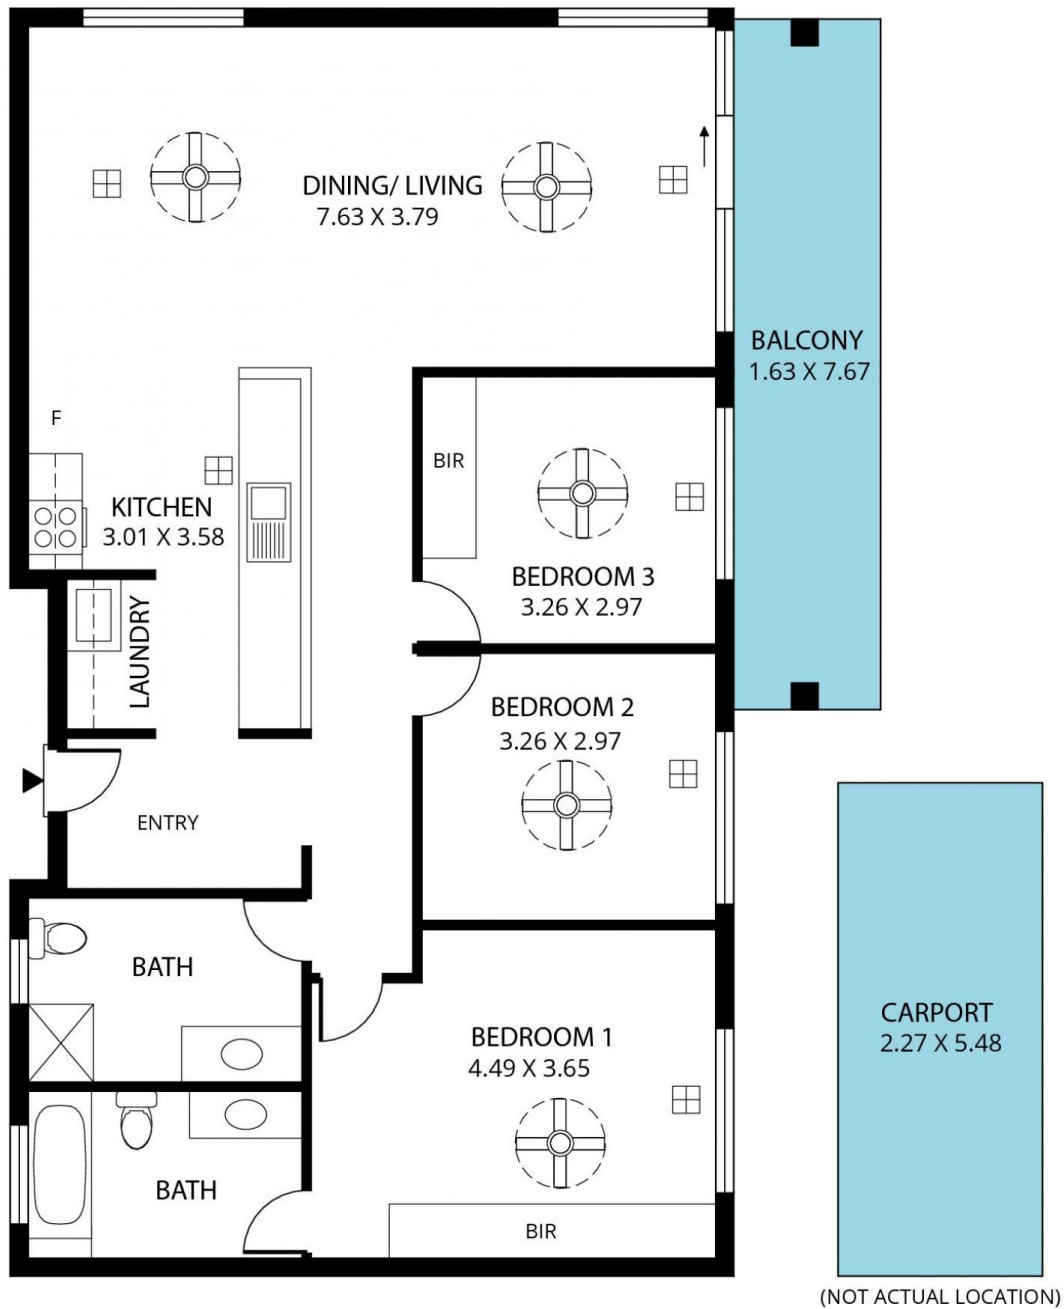 DINING/ LIVING
7.63 X 3.79
BALCONY
1.63 X 7.67
F
BIR
KITCHEN
3.01 X 3.58
BEDROOM 3
3.26 X 2.97
LAUNDRY
BEDROOM 2
3.26 X 2.97
ENTRY
BATH
BEDROOM 1
4.49 X 3.65
CARPORT
2.27 X 5.48
BATH
BIR
(NOT ACTUAL LOCATION)